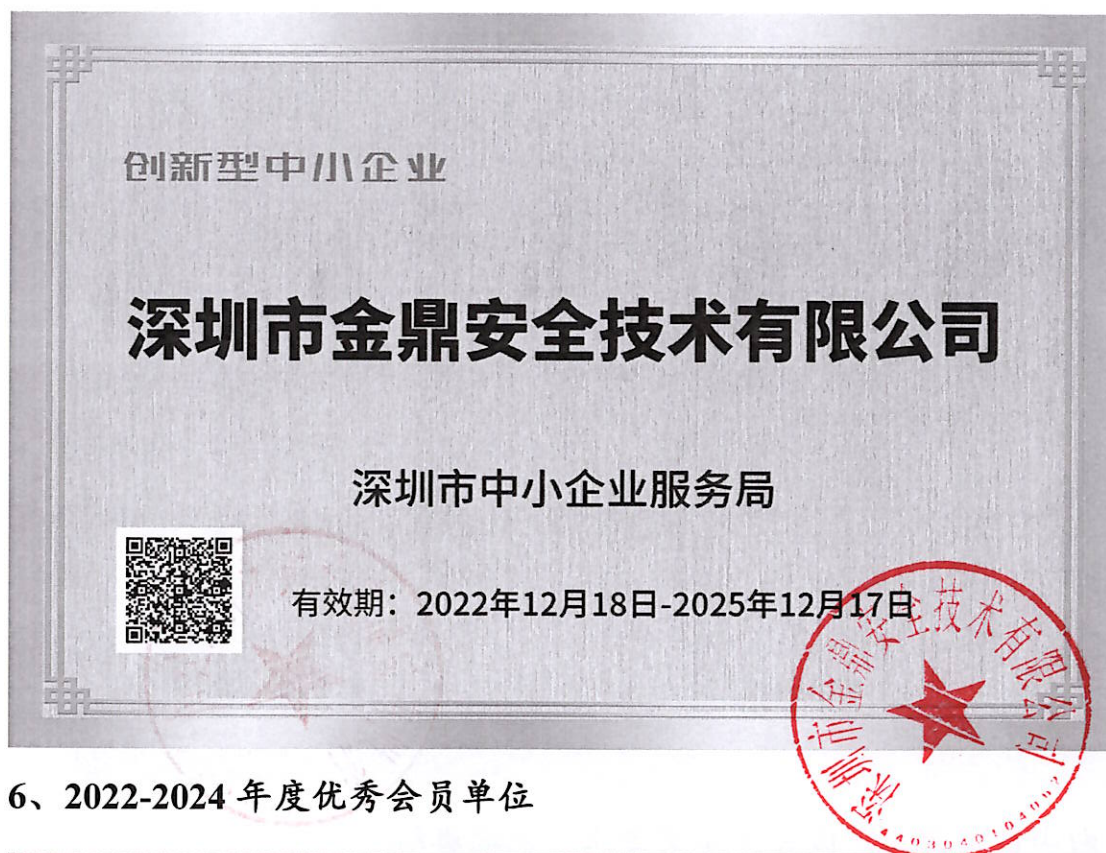 创新型中小企业
深圳市金鼎安全技术有限公司
深圳市中小企业服务局
有效期：2022年12月18日-2025年12月17日
深圳市金鼎安全技术有限公司
6、2022-2024 年度优秀会员单位